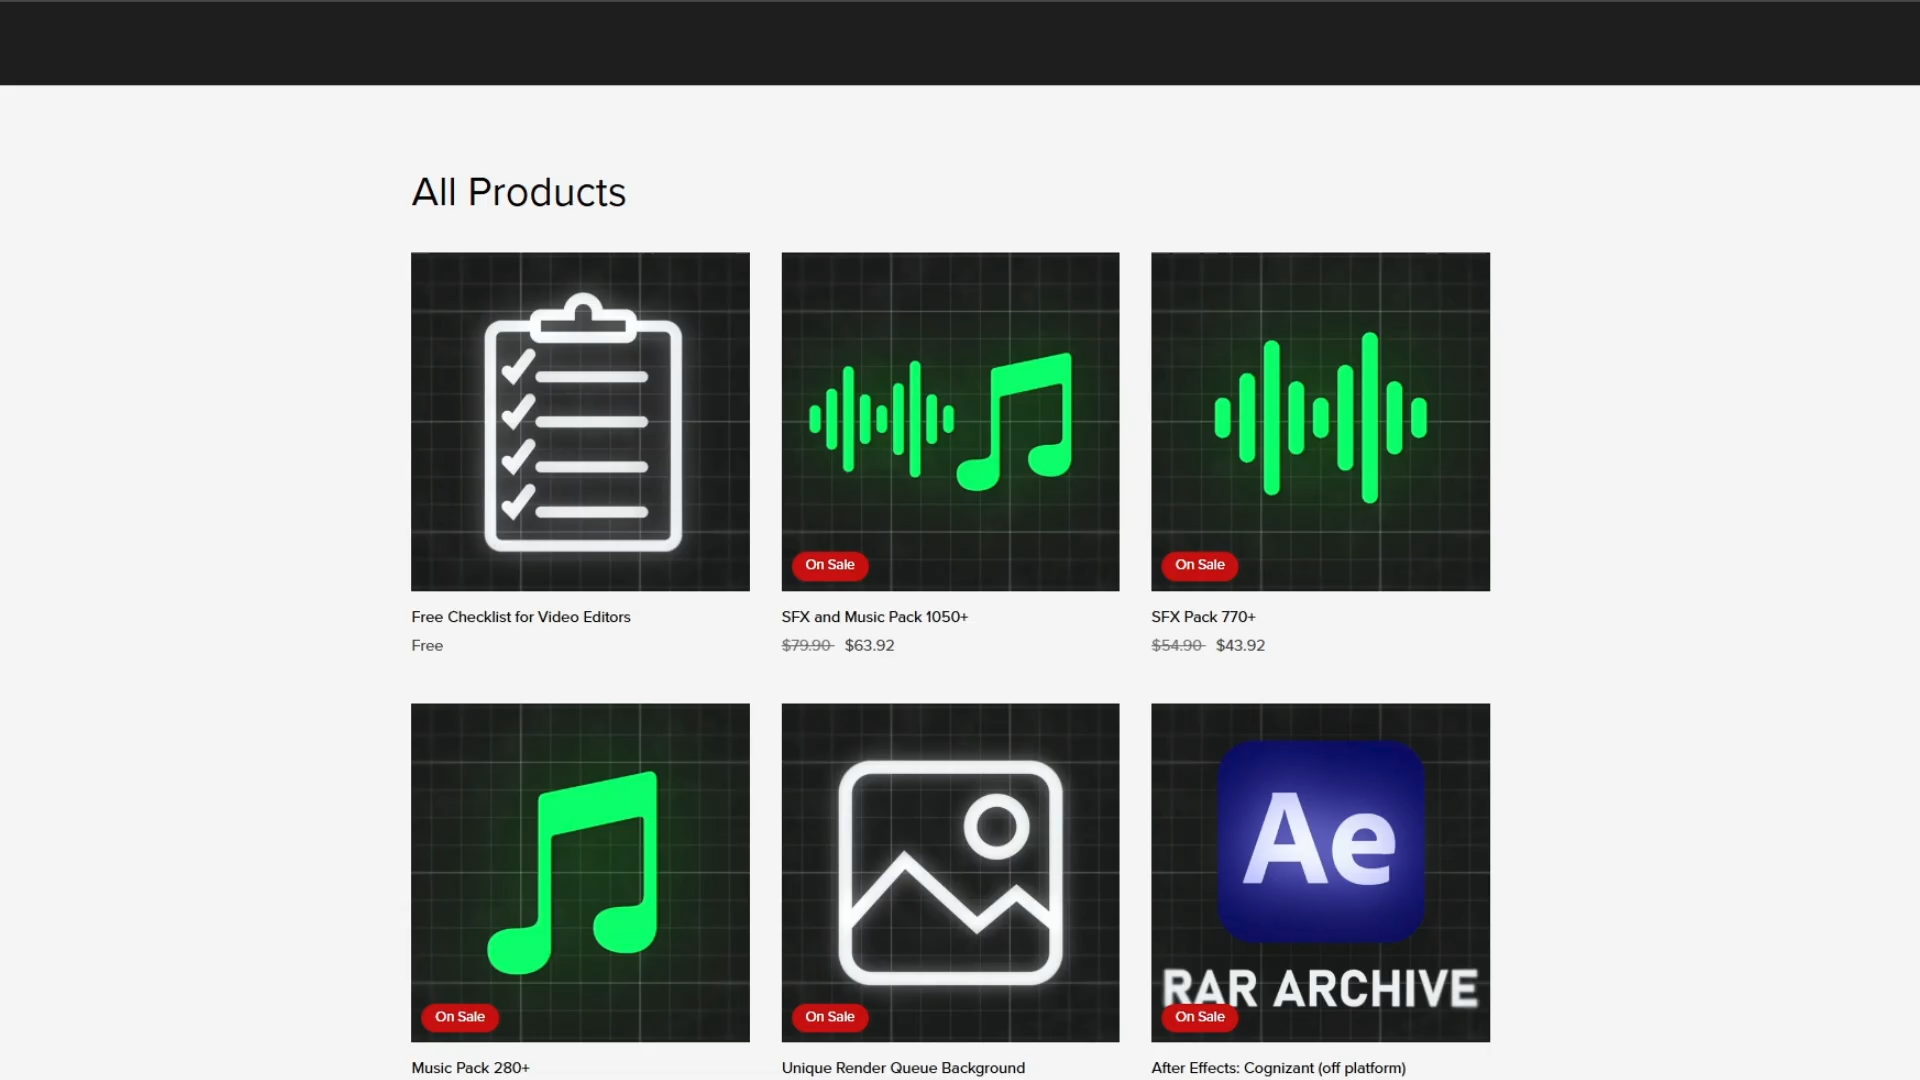 All Products
On Sale
On Sale
Free Checklist for Video Editors
SFX and Music Pack 1050+
SFX Pack 770+
Free
$79.90 $63.92
$54.90 $43.92
Ae
RAR ARCHIVE
On Sale
On Sale
On Sale
Music Pack 280+
Unique Render Queue Background
After Effects: Cognizant (off platform)